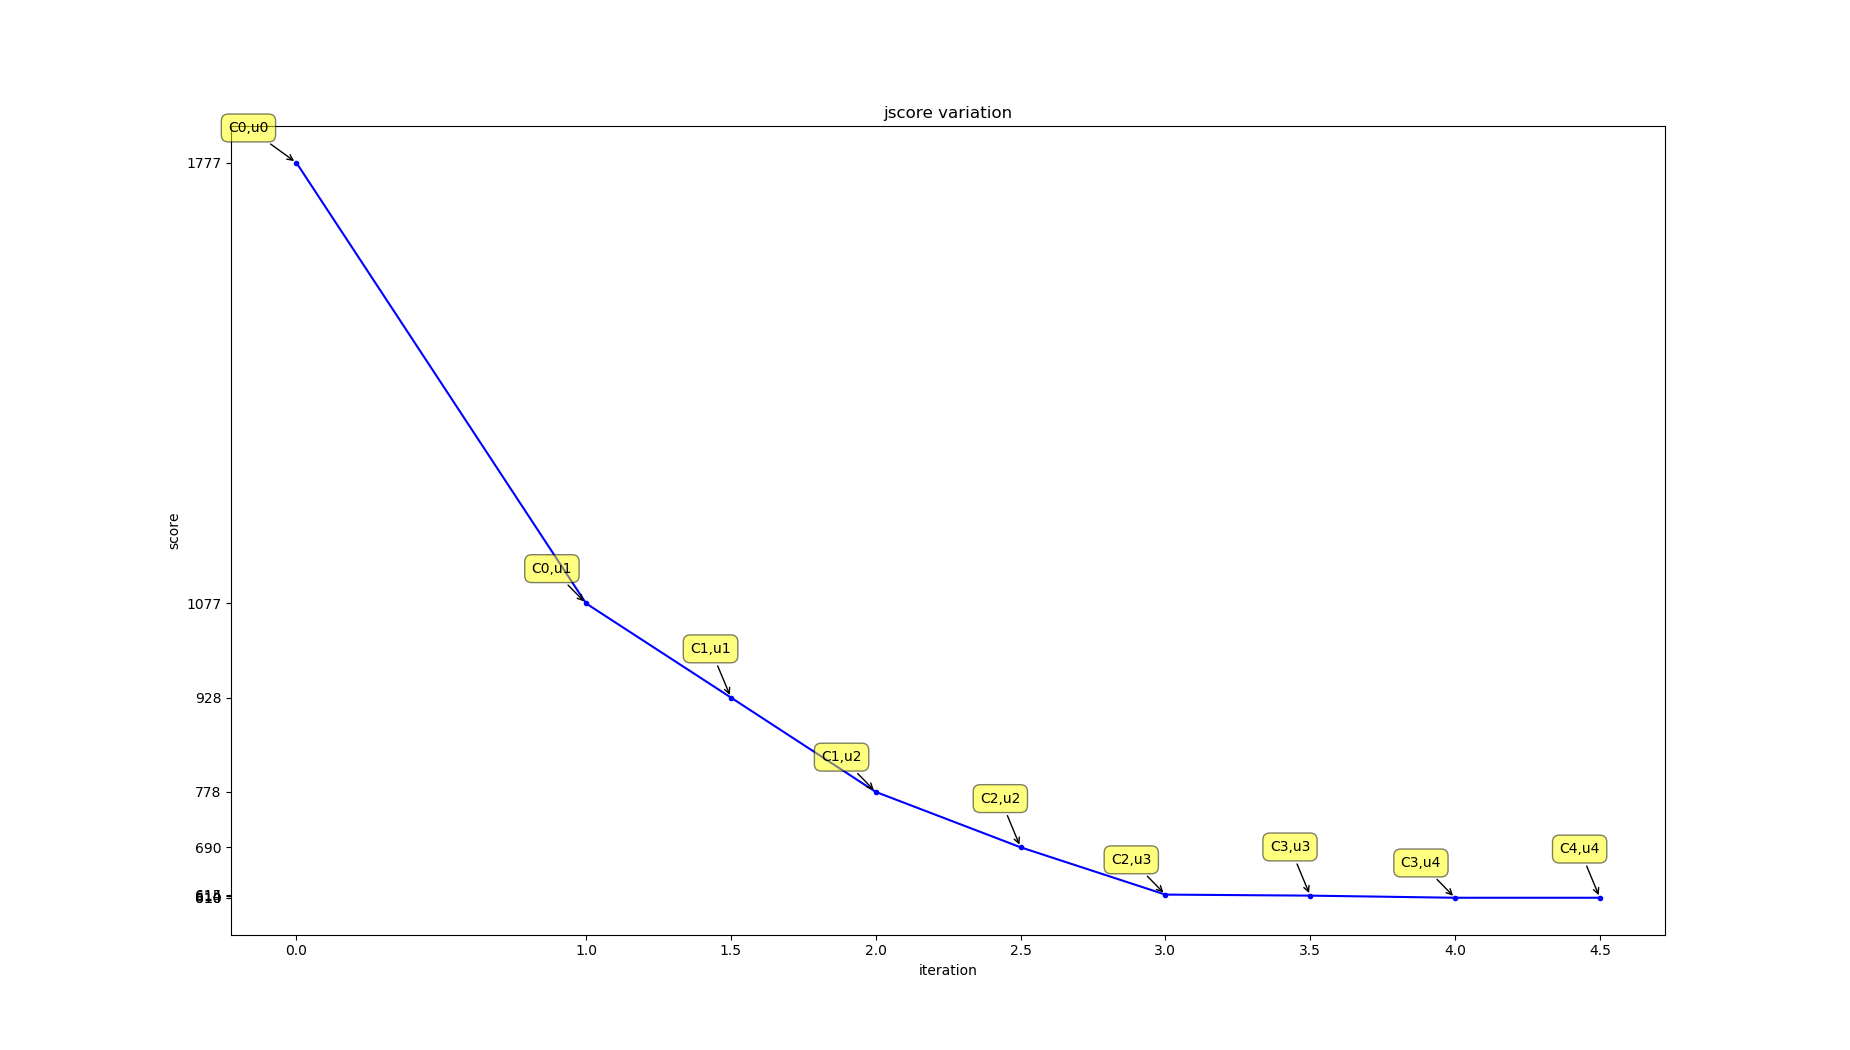 jscore variation
C0,u0
1777
score
C0,u1
1077
C1,u1
928
C1,u2
778
C2,u2
690
C2,u3
C3,u3
C3,u4
C4,u4
0.0 1.0 1.5 2.0 2.5 3.0 3.5 4.0 4.5
iteration